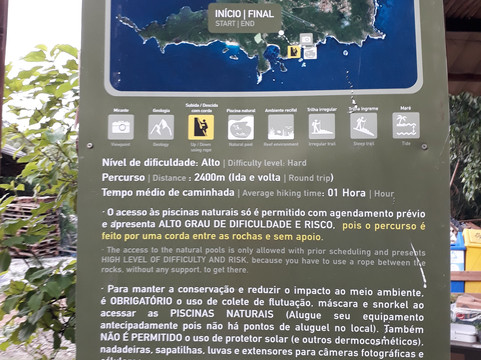 INÍCIO | FINAL
START | END
Mirante
Viewpoint
Geologia
Geology
Subida / Descida
com corda
Up / Down
using rope
Piscina natural
Natural pool
Ambiente recifal
Reef environment
Trilha irregular
Irregular trail
Trilha íngreme
Steep trail
Maré
Tide
Nível de dificuldade: Alto | Difficulty level: Hard
Percurso | Distance : 2400m (Ida e volta | Round trip)
Tempo médio de caminhada | Average hiking time: 01 Hora | Hour
· O acesso às piscinas naturais só é permitido com agendamento prévio
e apresenta ALTO GRAU DE DIFICULDADE E RISCO, pois o percurso é
feito por uma corda entre as rochas e sem apoio.
· The access to the natural pools is only allowed with prior scheduling and presents
HIGH LEVEL OF DIFFICULTY AND RISK, because you have to use a rope between the
rocks, without any support, to get there.
· Para manter a conservação e reduzir o impacto ao meio ambiente,
é OBRIGATÓRIO o uso de colete de flutuação, máscara e snorkel ao
acessar as PISCINAS NATURAIS (Alugue seu equipamento
antecipadamente pois não há pontos de aluguel no local). Também
NÃO É PERMITIDO o uso de protetor solar (e outros dermocosméticos),
nadadeiras, sapatilhas, luvas e extensores para câmeras fotográficas e